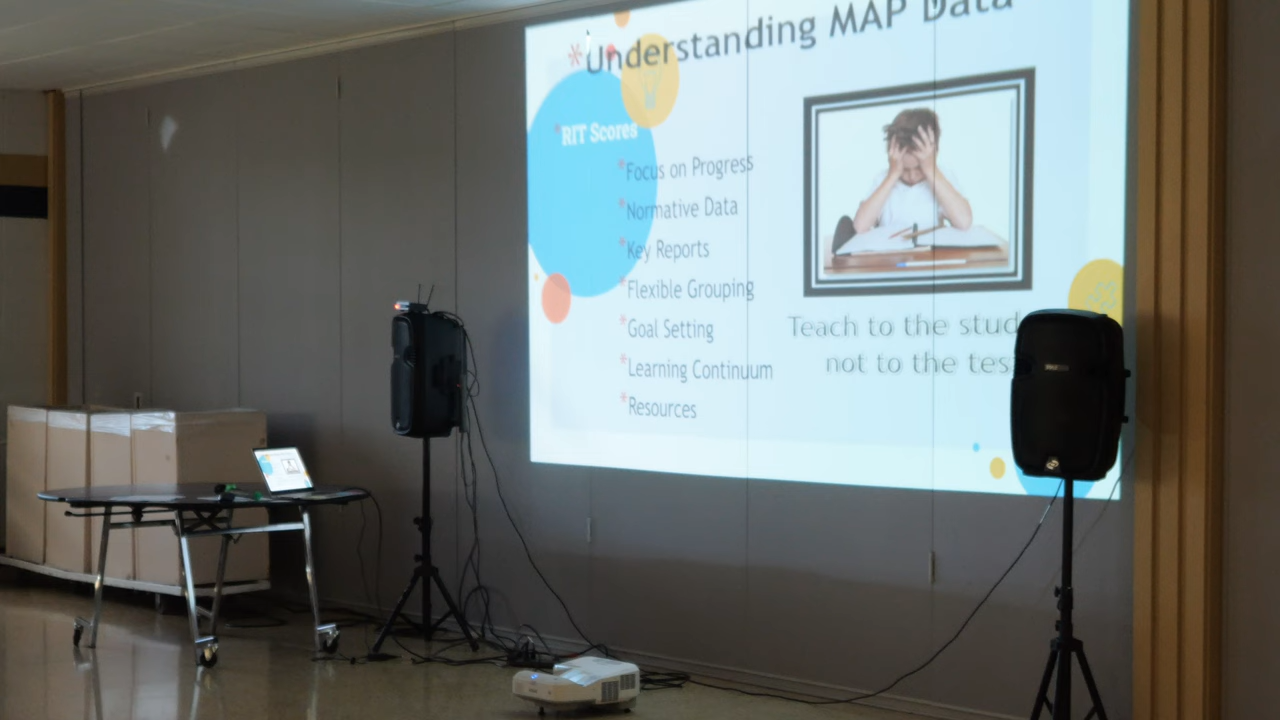 *Understanding MAP Data
*RIT Scores
*Focus on Progress
*Normative Data
*Key Reports
*Flexible Grouping
*Goal Setting
*Learning Continuum
*Resources
Teach to the stud
not to the tes